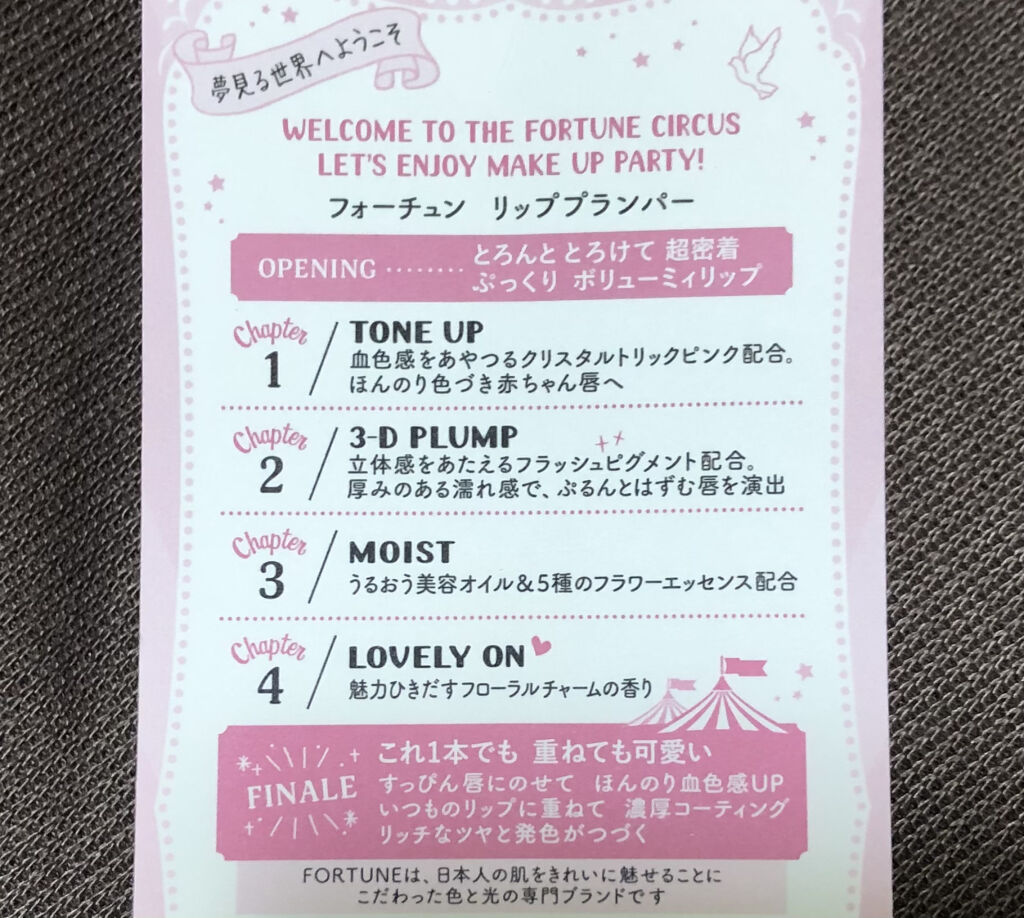 夢見る世界へようこそ
WELCOME TO THE FORTUNE CIRCUS
LET'S ENJOY MAKE UP PARTY!
フォーチュン リッププランパー
OPENING ········ とろんと とろけて 超密着
ぷっくり ボリューミィリップ
Chapter 1 / TONE UP
血色感をあやつるクリスタルトリックピンク配合。
ほんのり色づき赤ちゃん唇へ
Chapter 2 / 3-D PLUMP
立体感をあたえるフラッシュピグメント配合。
厚みのある濡れ感で、ぷるんとはずむ唇を演出
Chapter 3 / MOIST
うるおう美容オイル&5種のフラワーエッセンス配合
Chapter 4 / LOVELY ON
魅力ひきだすフローラルチャームの香り
FINALE
これ1本でも 重ねても可愛い
すっぴん唇にのせて ほんのり血色感UP
いつものリップに重ねて 濃厚コーティング
リッチなツヤと発色がつづく
FORTUNEは、日本人の肌をきれいに魅せることに
こだわった色と光の専門ブランドです